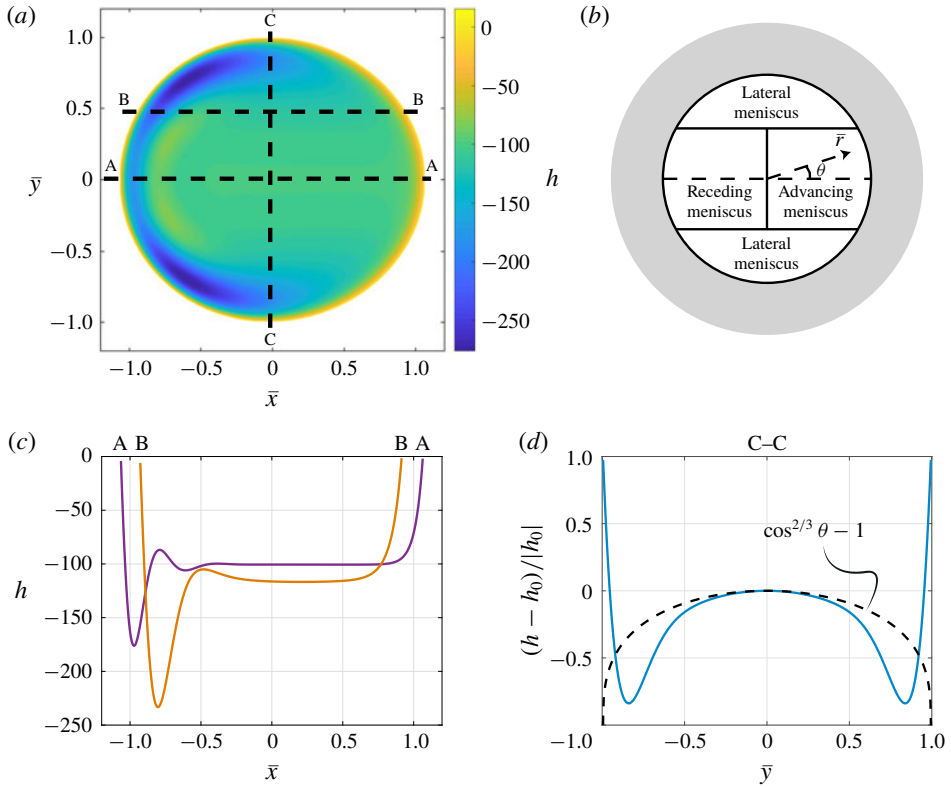 (a)
C
1.0
0.5
0
−0.5
−1.0
ȳ
B B
A A
C
−1.0 −0.5 0 0.5 1.0
x̄
0
−50
−100
−150
−200
−250
h
(b)
Lateral
meniscus
r̄
θ
Receding
meniscus
Advancing
meniscus
Lateral
meniscus
(c)
A B B A
0
−50
−100
−150
−200
−250
h
−1.0 −0.5 0 0.5 1.0
x̄
(d)
C–C
1.0
0.5
0
−0.5
(h − h₀)/|h₀|
cos^{2/3} θ − 1
−1.0 −0.5 0 0.5 1.0
ȳ